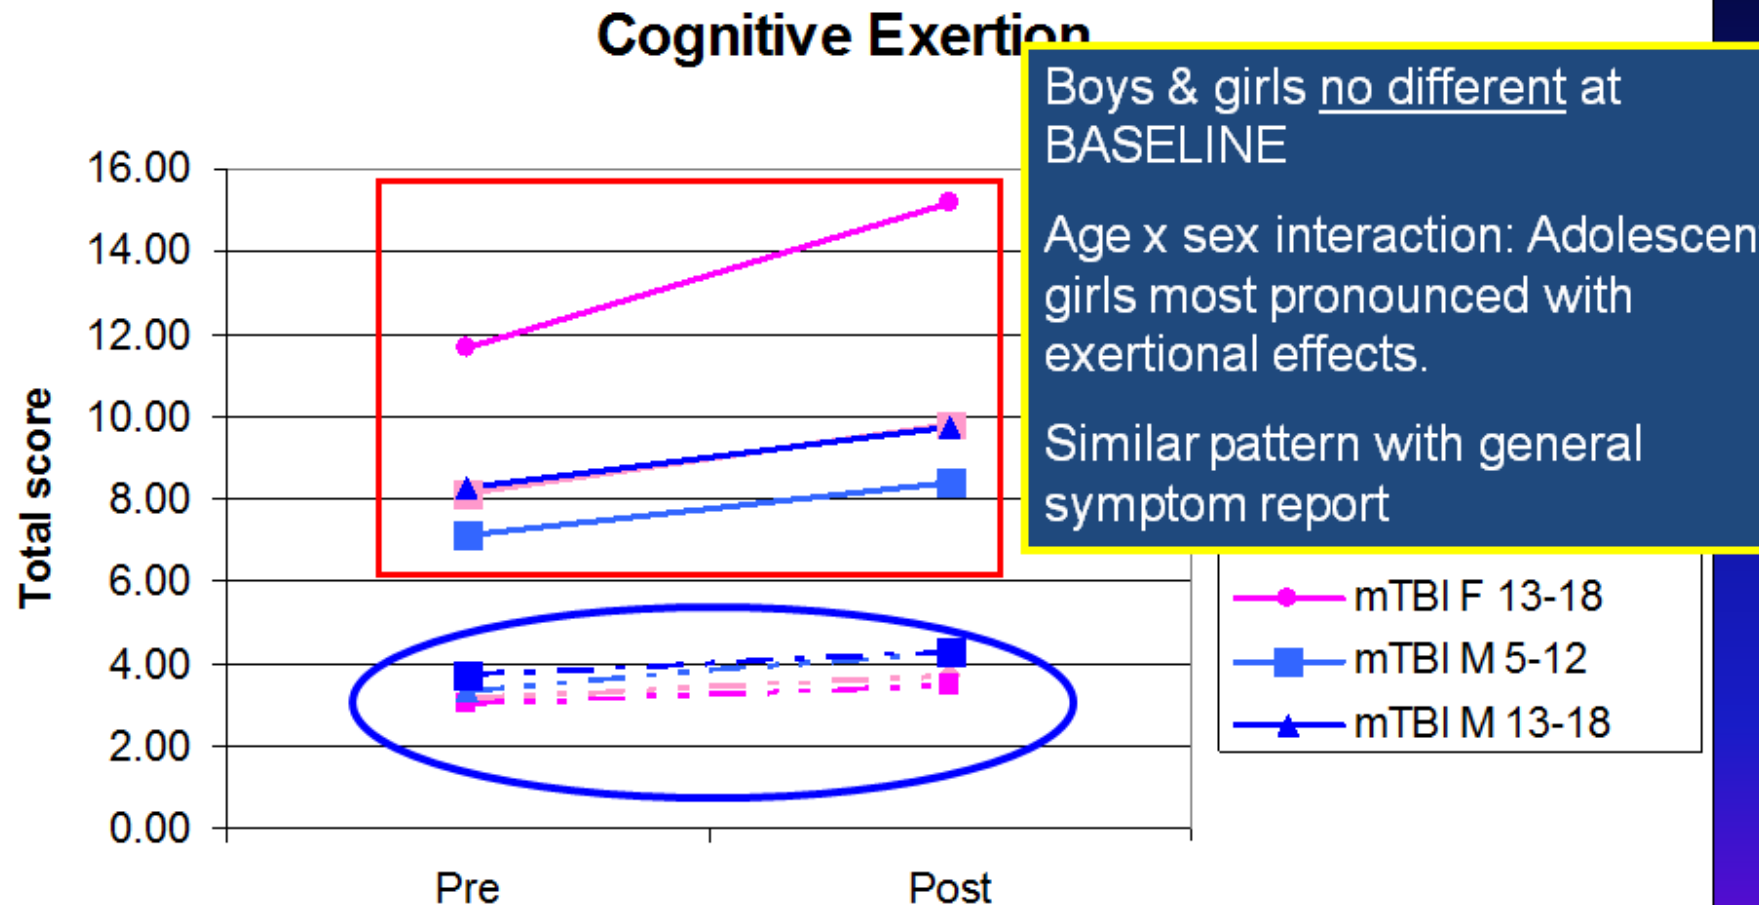 Cognitive Exertion
Boys & girls no different at
BASELINE
Age x sex interaction: Adolescen
girls most pronounced with
exertional effects.
Similar pattern with general
symptom report
16.00
14.00
12.00
10.00
8.00
6.00
4.00
2.00
0.00
Total score
Pre
Post
mTBI F 13-18
mTBI M 5-12
mTBI M 13-18